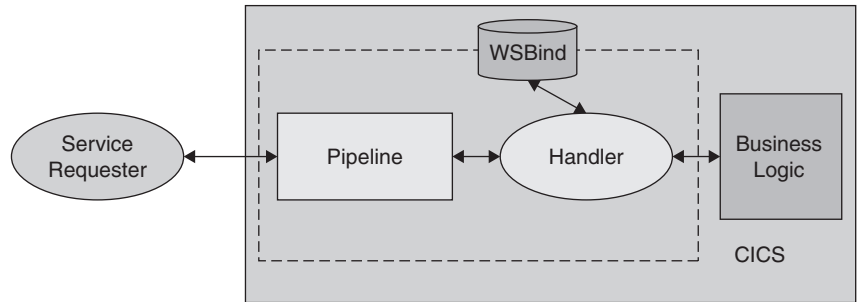 WSBind
Service
Requester
Pipeline
Handler
Business
Logic
CICS